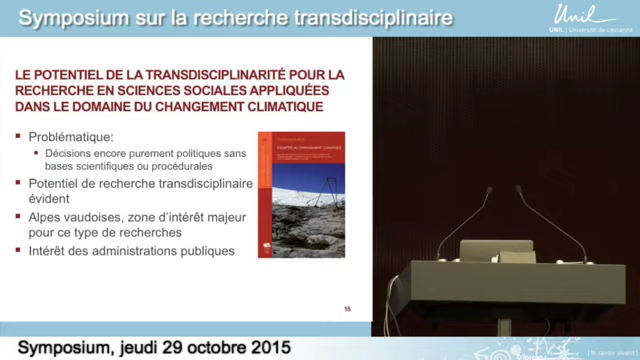 Symposium sur la recherche transdisciplinaire
Unil
UNIL | Université de Lausanne
LE POTENTIEL DE LA TRANSDISCIPLINARITÉ POUR LA
RECHERCHE EN SCIENCES SOCIALES APPLIQUÉES
DANS LE DOMAINE DU CHANGEMENT CLIMATIQUE
Problématique:
Décisions encore purement politiques sans
bases scientifiques ou procédurales
Potentiel de recherche transdisciplinaire
évident
Alpes vaudoises, zone d'intérêt majeur
pour ce type de recherches
Intérêt des administrations publiques
15
Symposium, jeudi 29 octobre 2015